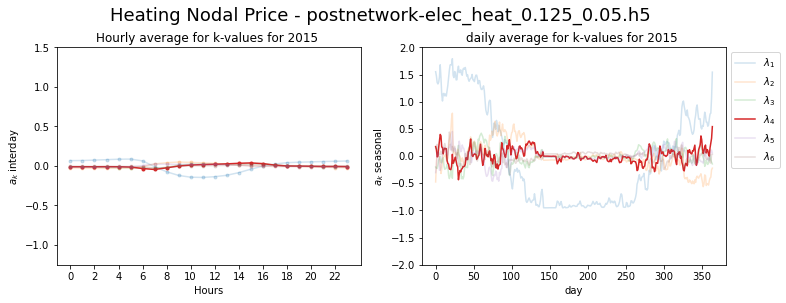 Heating Nodal Price - postnetwork-elec_heat_0.125_0.05.h5
Hourly average for k-values for 2015
daily average for k-values for 2015
1.5
1.0
0.5
0.0
−0.5
−1.0
a_k interday
0 2 4 6 8 10 12 14 16 18 20 22
Hours
2.0
1.5
1.0
0.5
0.0
−0.5
−1.0
−1.5
−2.0
a_k seasonal
0 50 100 150 200 250 300 350
day
λ₁
λ₂
λ₃
λ₄
λ₅
λ₆